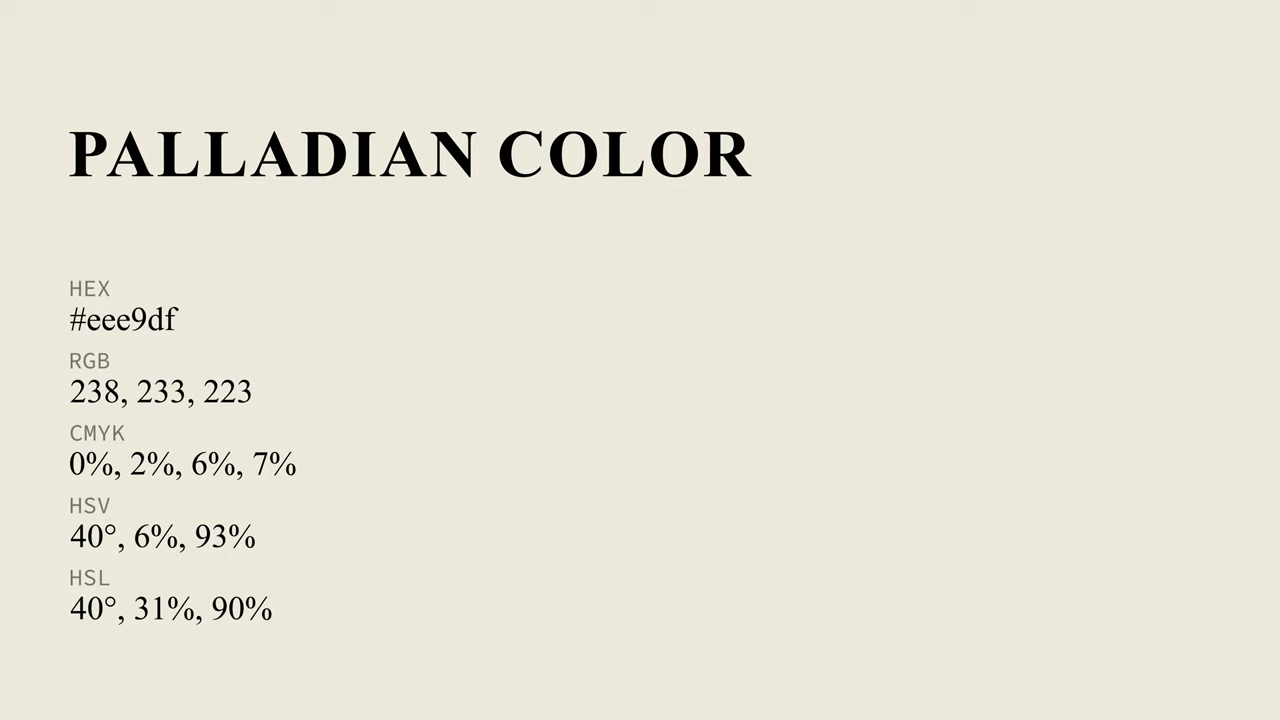 PALLADIAN COLOR
HEX
#eee9df
RGB
238, 233, 223
CMYK
0%, 2%, 6%, 7%
HSV
40°, 6%, 93%
HSL
40°, 31%, 90%